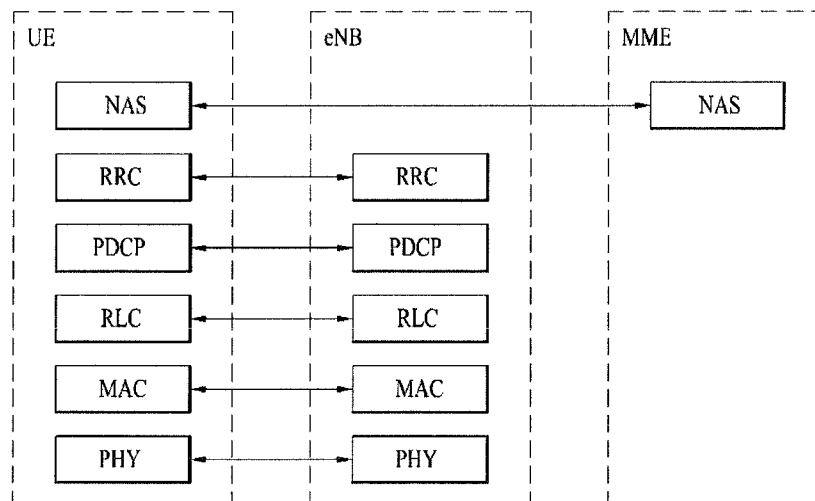 UE eNB MME
NAS NAS
RRC RRC
PDCP PDCP
RLC RLC
MAC MAC
PHY PHY